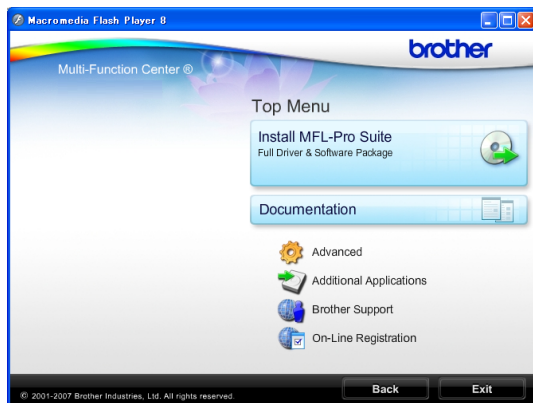 Macromedia Flash Player 8
brother
Multi-Function Center ®
Top Menu
Install MFL-Pro Suite
Full Driver & Software Package
Documentation
Advanced
Additional Applications
Brother Support
On-Line Registration
© 2001-2007 Brother Industries, Ltd. All rights reserved.
Back
Exit